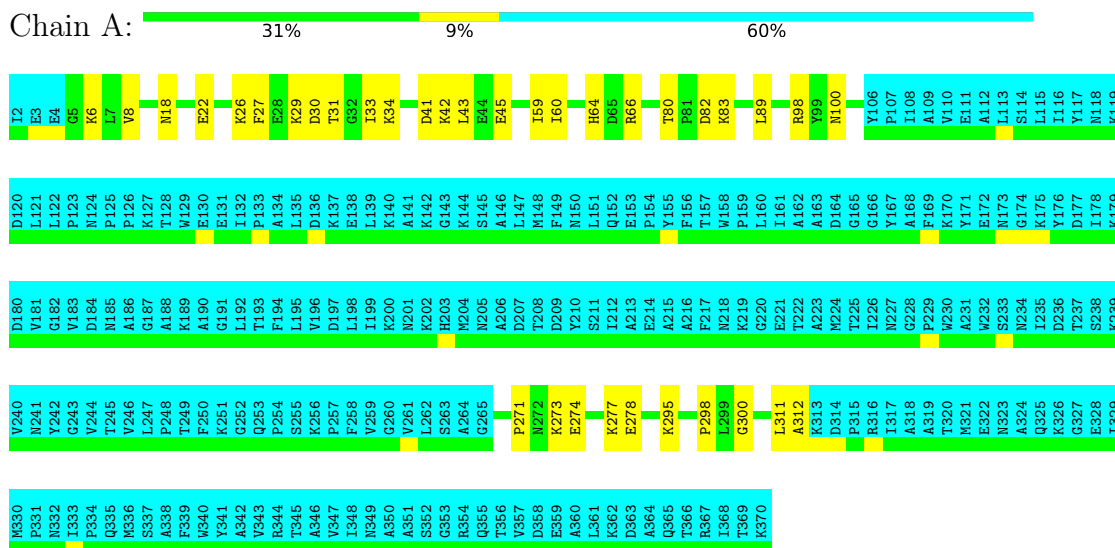 Chain A:
31% 9% 60%
I2 E3 E4 G5 K6 L7 V8 N18 E22 K26 F27 E28 K29 D30 T31 G32 I33 K34 D41 K42 L43 E44 E45 I59 I60 H64 D65 R66 T80 P81 D82 K83 L89 R98 Y99 N100 Y106 P107 I108 A109 V110 E111 A112 L113 S114 L115 I116 Y117 N118 K119
D120 L121 L122 P123 N124 P125 P126 K127 T128 W129 E130 E131 I132 P133 A134 L135 D136 K137 E138 L139 K140 A141 K142 G143 K144 S145 A146 L147 M148 F149 N150 L151 Q152 E153 P154 Y155 F156 T157 W158 P159 L160 I161 A162 A163 D164 G165 G166 Y167 A168 F169 K170 Y171 E172 N173 G174 K175 Y176 D177 I178 K179
D180 V181 G182 V183 D184 N185 A186 G187 A188 K189 A190 G191 L192 T193 F194 L195 V196 D197 L198 I199 K200 N201 K202 H203 M204 N205 A206 D207 T208 D209 Y210 S211 I212 A213 E214 A215 A216 F217 N218 K219 G220 E221 T222 A223 M224 T225 I226 N227 G228 P229 W230 A231 W232 S233 N234 I235 D236 T237 S238 K239
V240 N241 Y242 G243 V244 T245 V246 L247 P248 T249 F250 K251 G252 Q253 P254 S255 K256 P257 F258 V259 G260 V261 L262 S263 A264 G265 P271 N272 K273 E274 K277 E278 K295 P298 L299 G300 L311 A312 K313 D314 P315 R316 I317 A318 A319 T320 M321 E322 N323 A324 Q325 K326 G327 E328 I329
M330 P331 N332 I333 P334 Q335 M336 S337 A338 F339 W340 Y341 A342 V343 R344 T345 A346 V347 I348 N349 A350 A351 S352 G353 R354 Q355 T356 V357 D358 E359 A360 L361 K362 D363 A364 Q365 T366 R367 I368 T369 K370